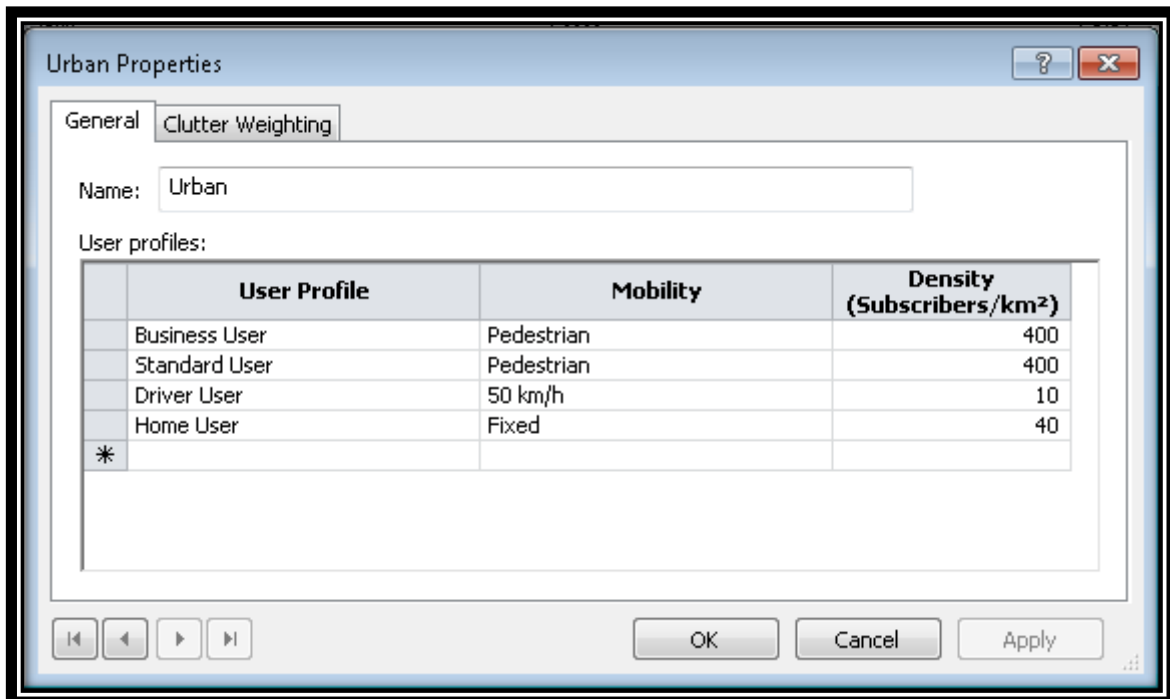 Urban Properties
?
General Clutter Weighting
Name: Urban
User profiles:
User Profile Mobility Density (Subscribers/km²)
Business User Pedestrian 400
Standard User Pedestrian 400
Driver User 50 km/h 10
Home User Fixed 40
*
OK Cancel Apply